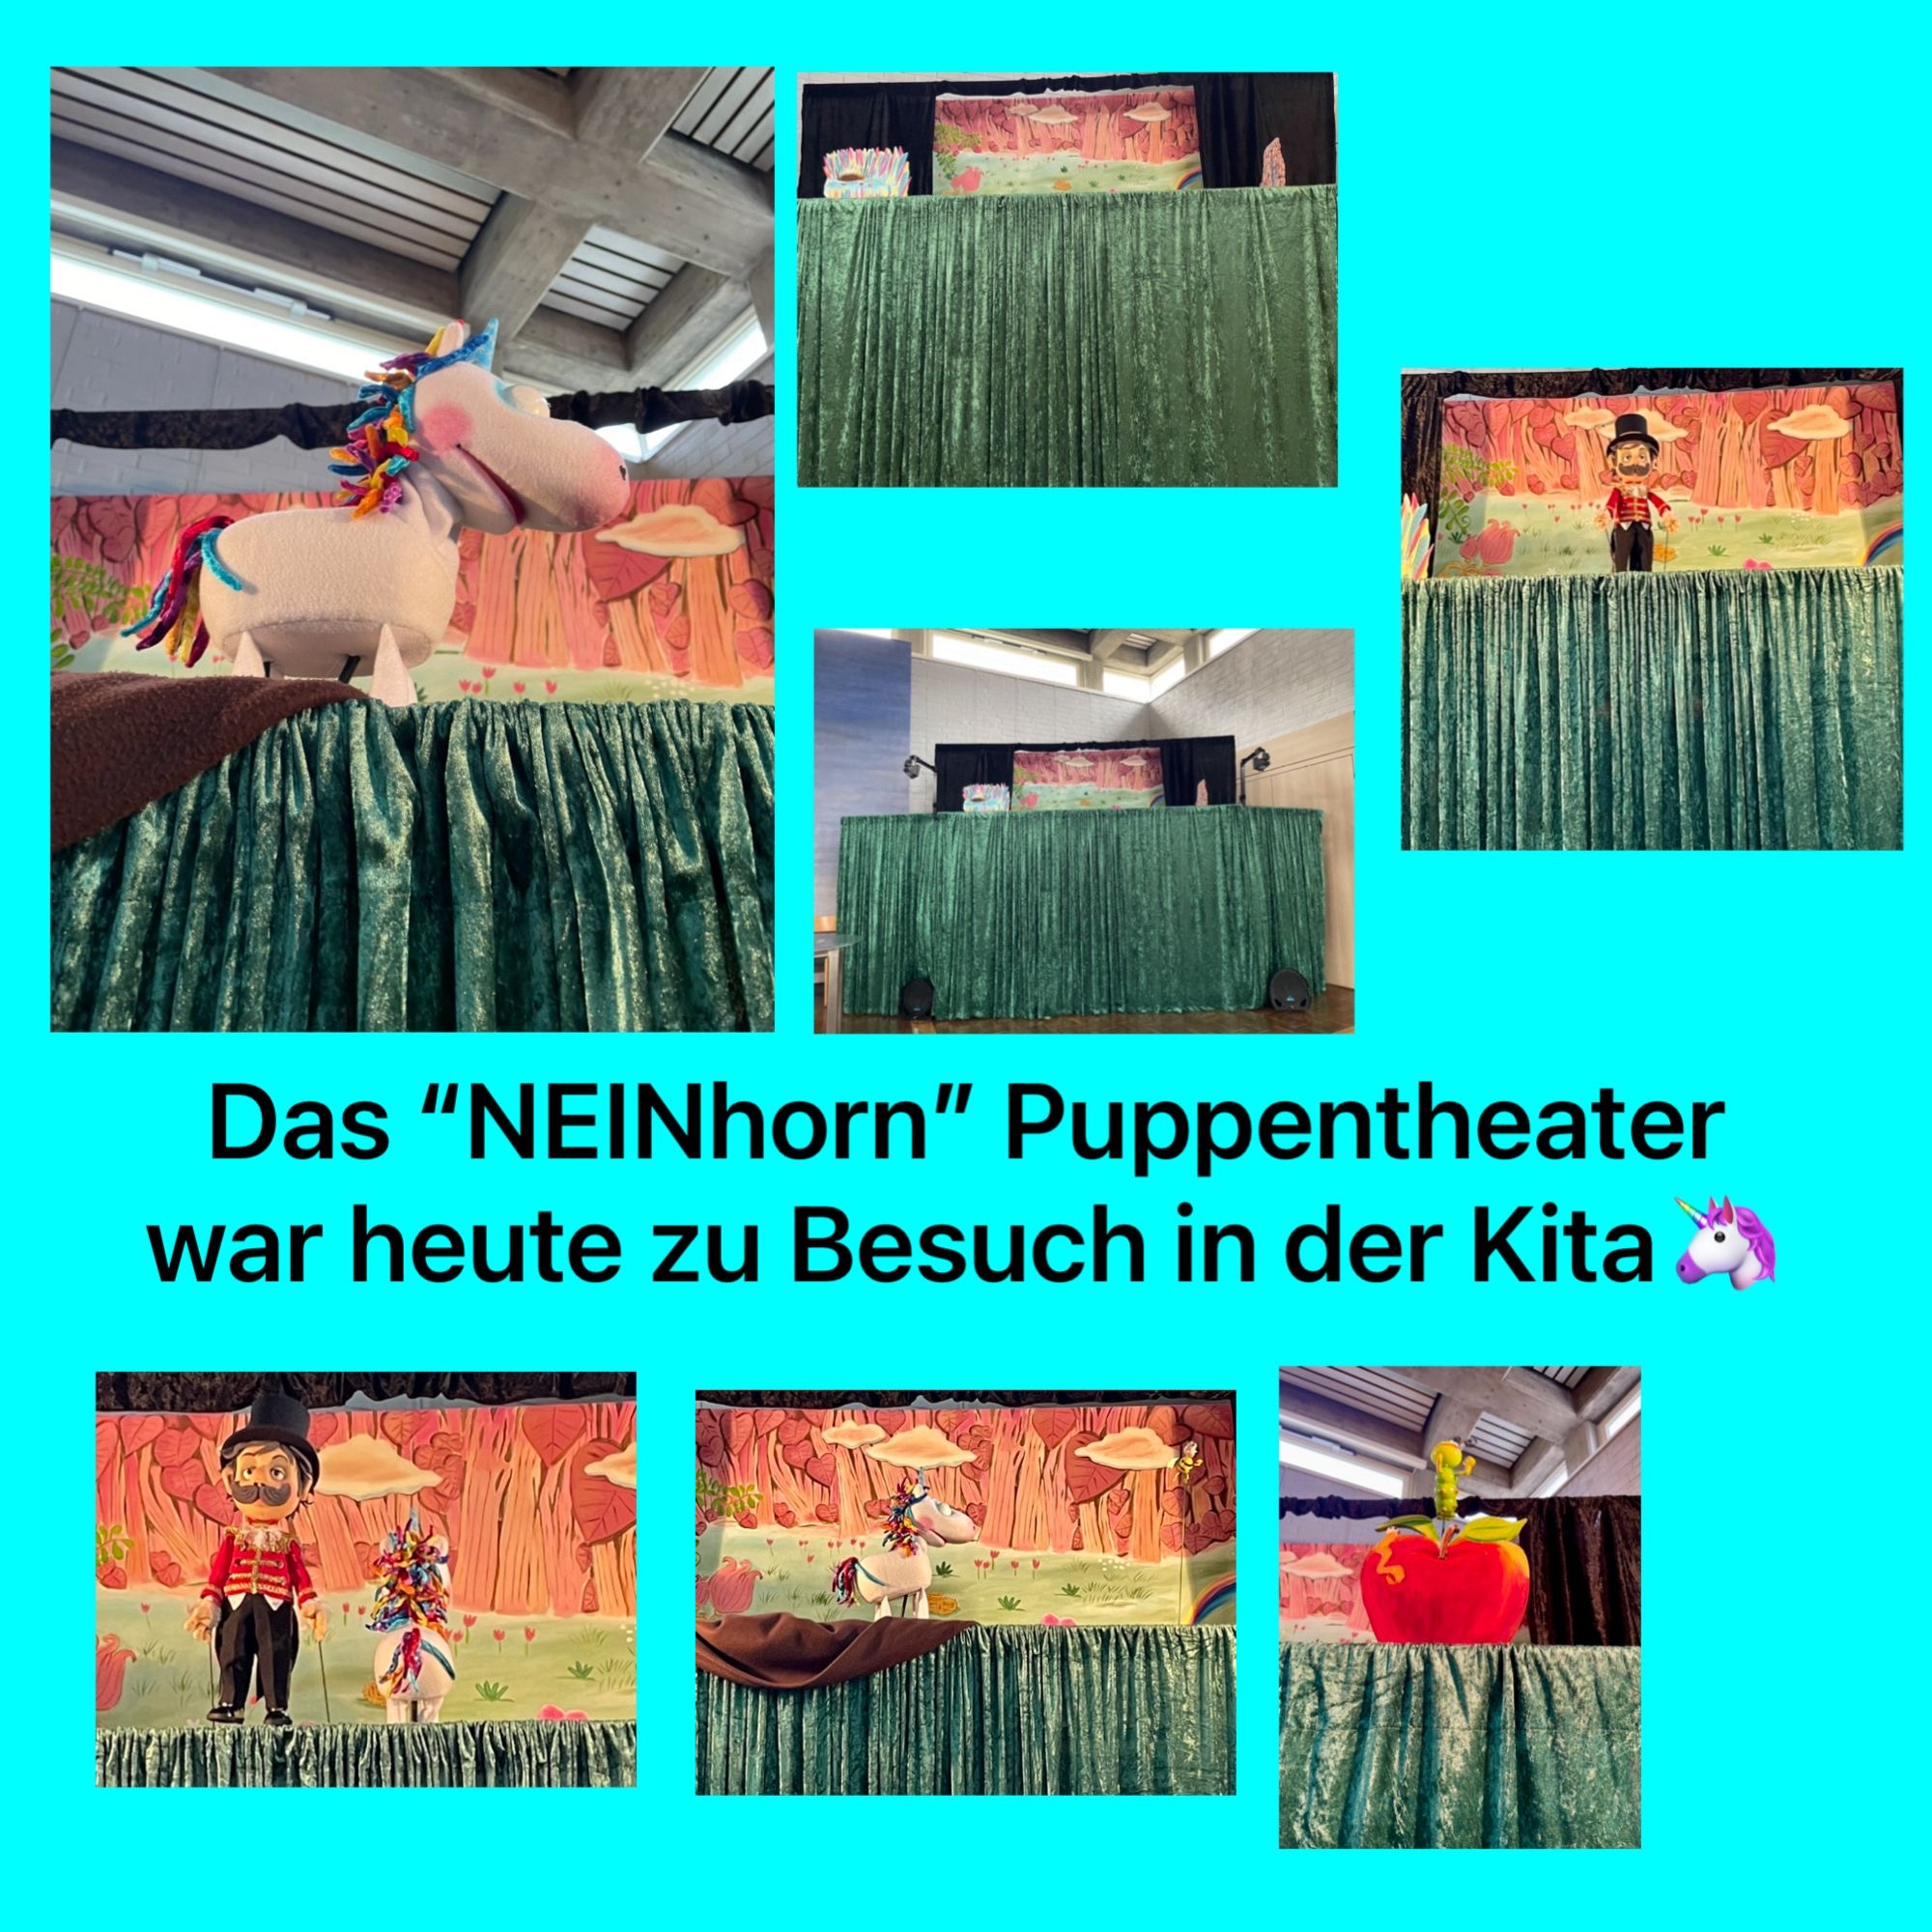 Das “NEINhorn” Puppentheater
war heute zu Besuch in der Kita🦄